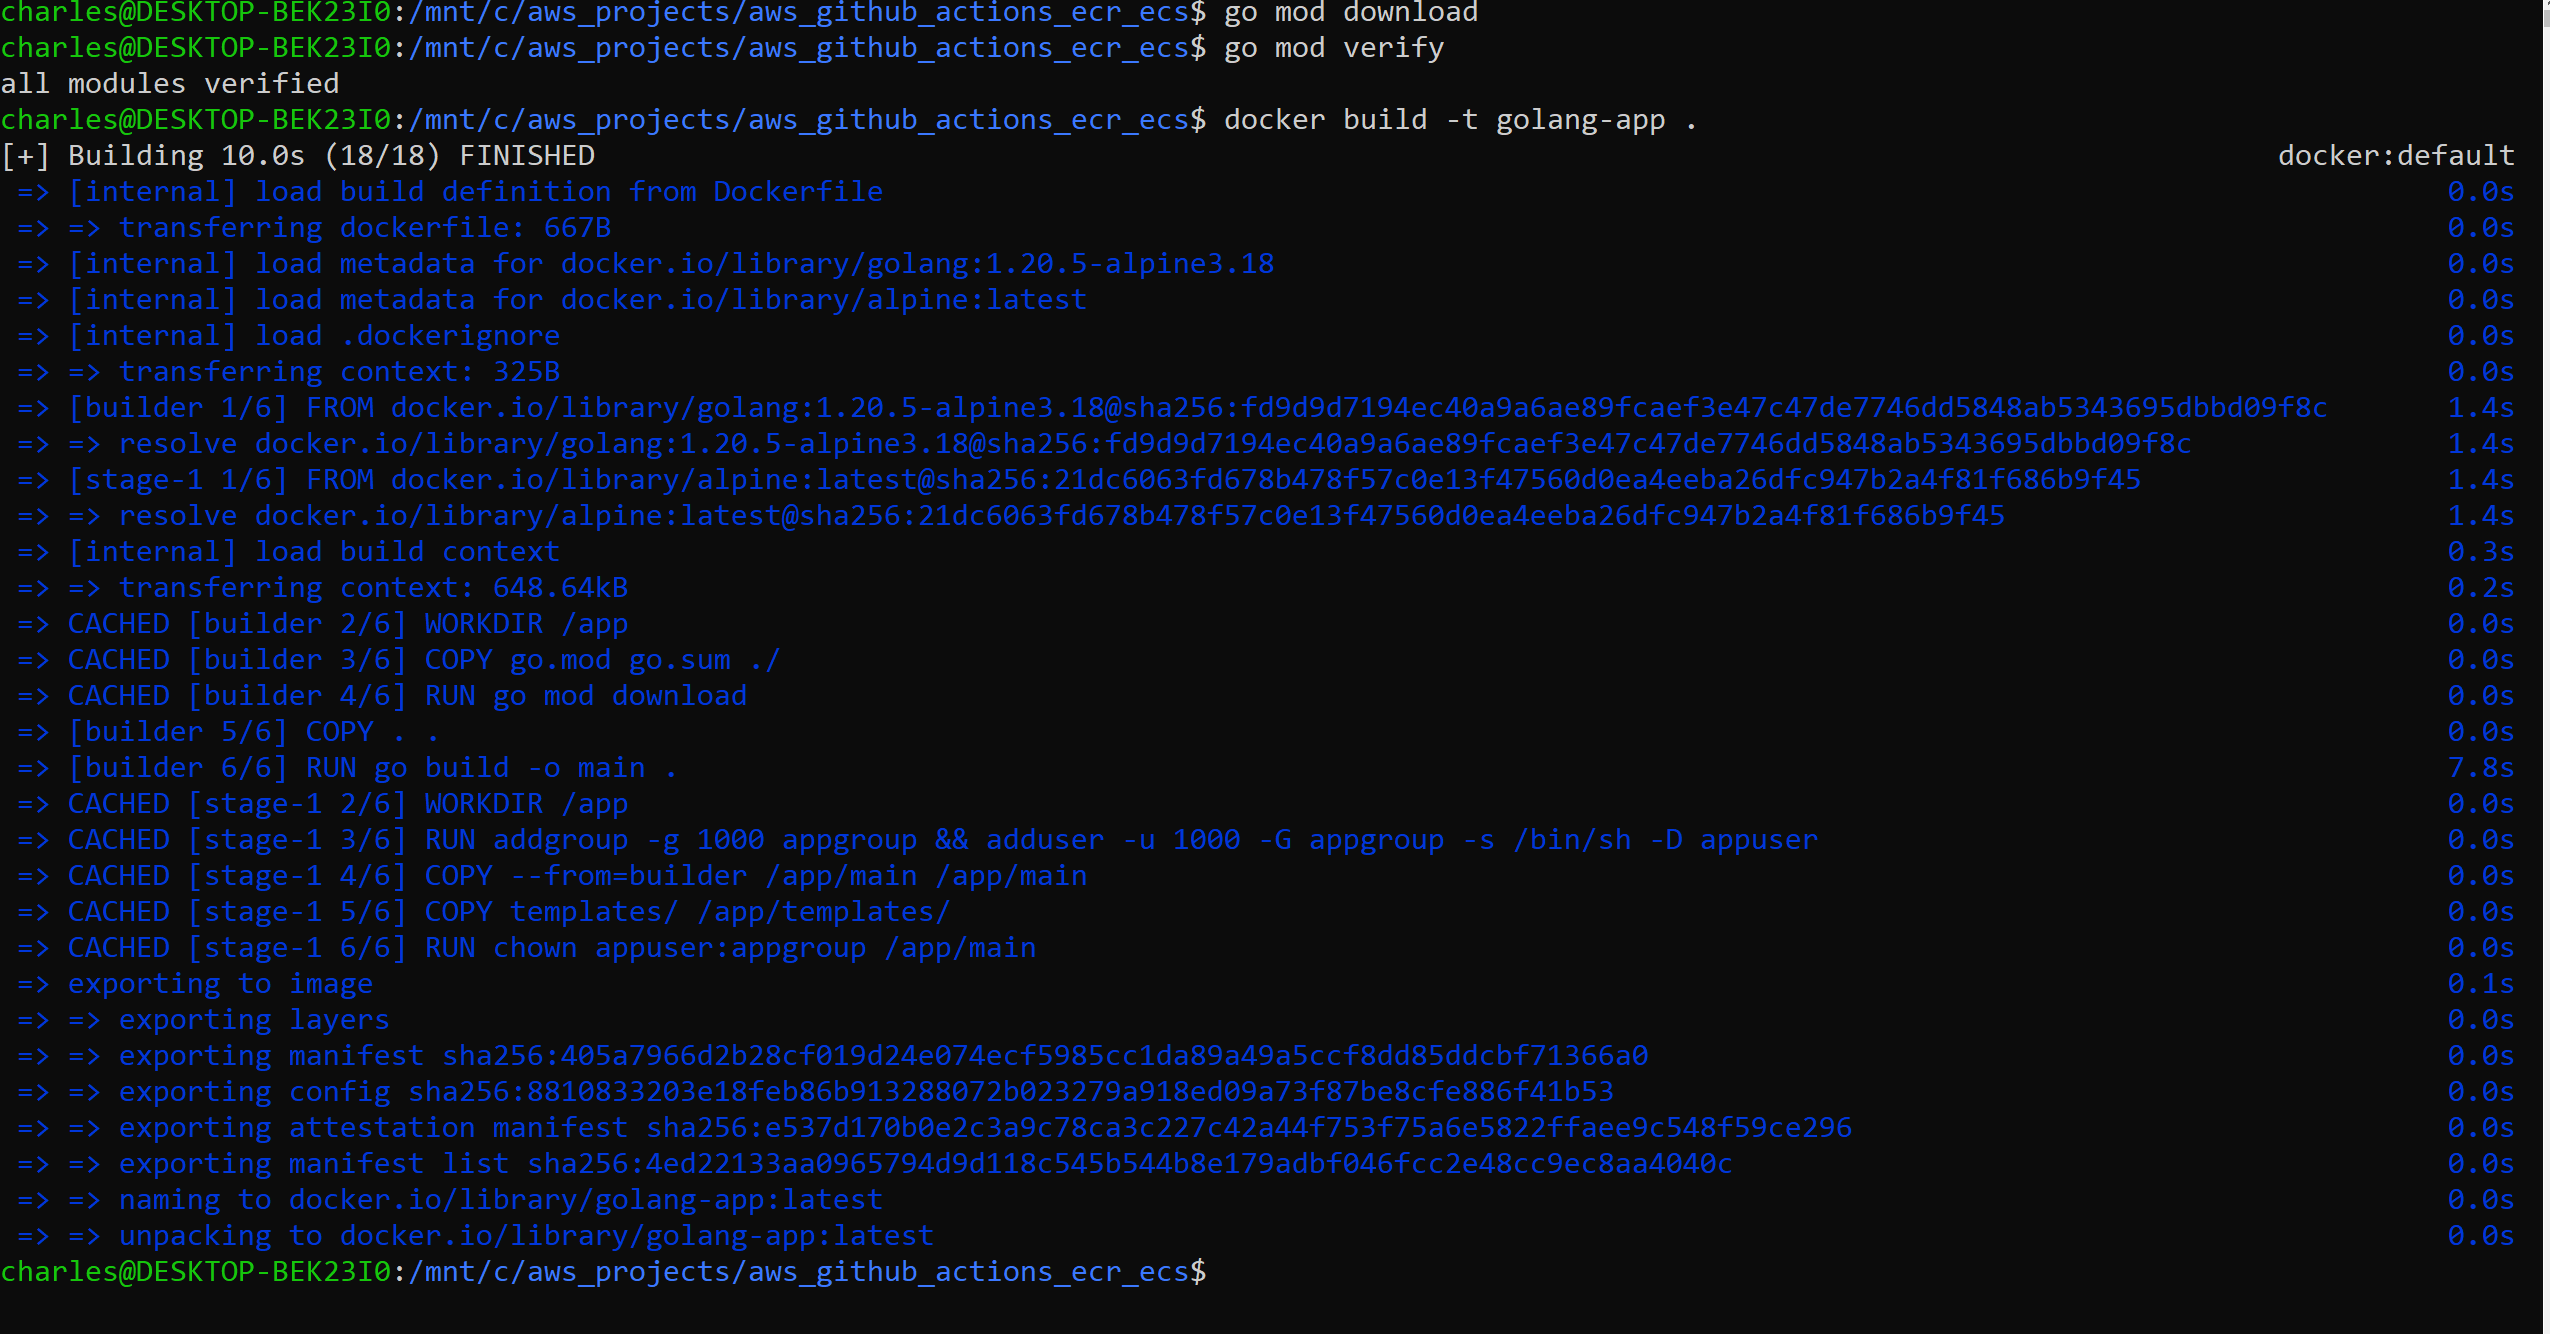 charles@DESKTOP-BEK23I0:/mnt/c/aws_projects/aws_github_actions_ecr_ecs$ go mod download
charles@DESKTOP-BEK23I0:/mnt/c/aws_projects/aws_github_actions_ecr_ecs$ go mod verify
all modules verified
charles@DESKTOP-BEK23I0:/mnt/c/aws_projects/aws_github_actions_ecr_ecs$ docker build -t golang-app .
[+] Building 10.0s (18/18) FINISHED docker:default
=> [internal] load build definition from Dockerfile 0.0s
=> => transferring dockerfile: 667B 0.0s
=> [internal] load metadata for docker.io/library/golang:1.20.5-alpine3.18 0.0s
=> [internal] load metadata for docker.io/library/alpine:latest 0.0s
=> [internal] load .dockerignore 0.0s
=> => transferring context: 325B 0.0s
=> [builder 1/6] FROM docker.io/library/golang:1.20.5-alpine3.18@sha256:fd9d9d7194ec40a9a6ae89fcaef3e47c47de7746dd5848ab5343695dbbd09f8c 1.4s
=> => resolve docker.io/library/golang:1.20.5-alpine3.18@sha256:fd9d9d7194ec40a9a6ae89fcaef3e47c47de7746dd5848ab5343695dbbd09f8c 1.4s
=> [stage-1 1/6] FROM docker.io/library/alpine:latest@sha256:21dc6063fd678b478f57c0e13f47560d0ea4eeba26dfc947b2a4f81f686b9f45 1.4s
=> => resolve docker.io/library/alpine:latest@sha256:21dc6063fd678b478f57c0e13f47560d0ea4eeba26dfc947b2a4f81f686b9f45 1.4s
=> [internal] load build context 0.3s
=> => transferring context: 648.64kB 0.2s
=> CACHED [builder 2/6] WORKDIR /app 0.0s
=> CACHED [builder 3/6] COPY go.mod go.sum ./ 0.0s
=> CACHED [builder 4/6] RUN go mod download 0.0s
=> [builder 5/6] COPY . . 0.0s
=> [builder 6/6] RUN go build -o main . 7.8s
=> CACHED [stage-1 2/6] WORKDIR /app 0.0s
=> CACHED [stage-1 3/6] RUN addgroup -g 1000 appgroup && adduser -u 1000 -G appgroup -s /bin/sh -D appuser 0.0s
=> CACHED [stage-1 4/6] COPY --from=builder /app/main /app/main 0.0s
=> CACHED [stage-1 5/6] COPY templates/ /app/templates/ 0.0s
=> CACHED [stage-1 6/6] RUN chown appuser:appgroup /app/main 0.0s
=> exporting to image 0.1s
=> => exporting layers 0.0s
=> => exporting manifest sha256:405a7966d2b28cf019d24e074ecf5985cc1da89a49a5ccf8dd85ddcbf71366a0 0.0s
=> => exporting config sha256:8810833203e18feb86b913288072b023279a918ed09a73f87be8cfe886f41b53 0.0s
=> => exporting attestation manifest sha256:e537d170b0e2c3a9c78ca3c227c42a44f753f75a6e5822ffaee9c548f59ce296 0.0s
=> => exporting manifest list sha256:4ed22133aa0965794d9d118c545b544b8e179adbf046fcc2e48cc9ec8aa4040c 0.0s
=> => naming to docker.io/library/golang-app:latest 0.0s
=> => unpacking to docker.io/library/golang-app:latest 0.0s
charles@DESKTOP-BEK23I0:/mnt/c/aws_projects/aws_github_actions_ecr_ecs$